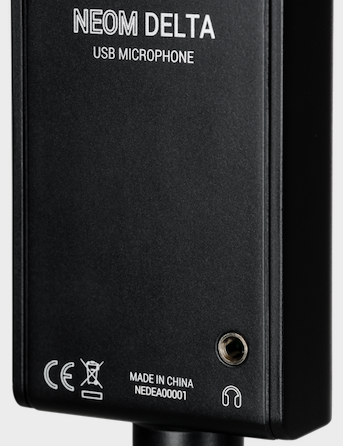 NEOM DELTA
USB MICROPHONE
CE
MADE IN CHINA
NEDEA00001